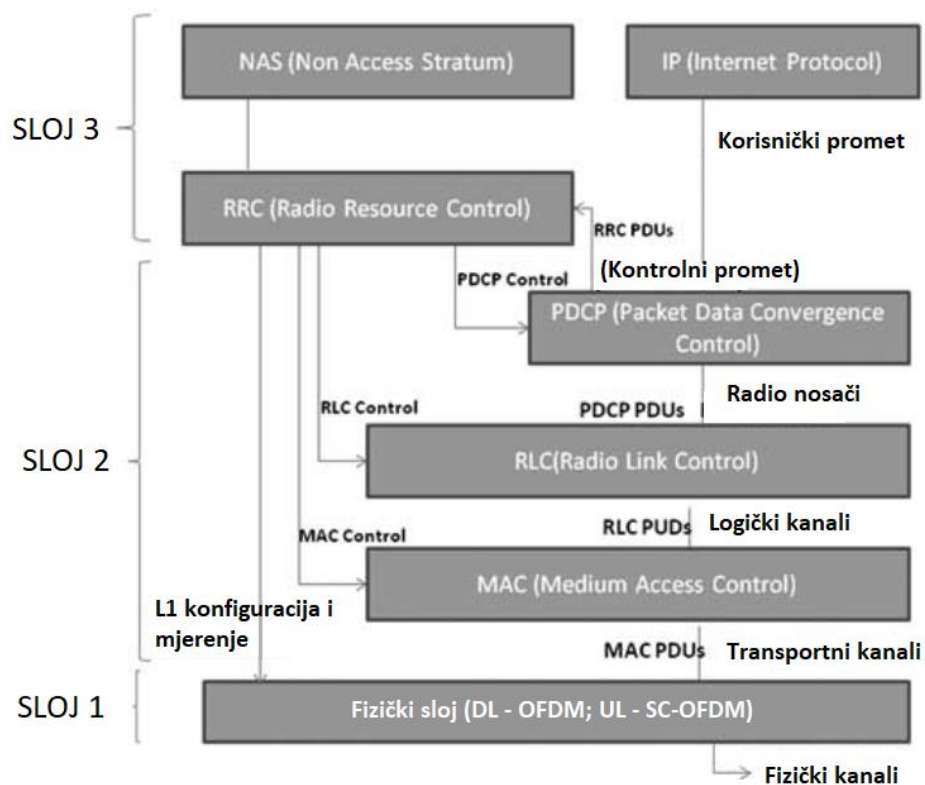 NAS (Non Access Stratum)
IP (Internet Protocol)
SLOJ 3
Korisnički promet
RRC (Radio Resource Control)
RRC PDUs
(Kontrolni promet)
PDCP Control
PDCP (Packet Data Convergence
Control)
Radio nosači
RLC Control
PDCP PDUs
SLOJ 2
RLC(Radio Link Control)
Logički kanali
RLC PUDs
MAC Control
MAC (Medium Access Control)
L1 konfiguracija i
mjerenje
MAC PDUs
Transportni kanali
SLOJ 1
Fizički sloj (DL - OFDM; UL - SC-OFDM)
Fizički kanali